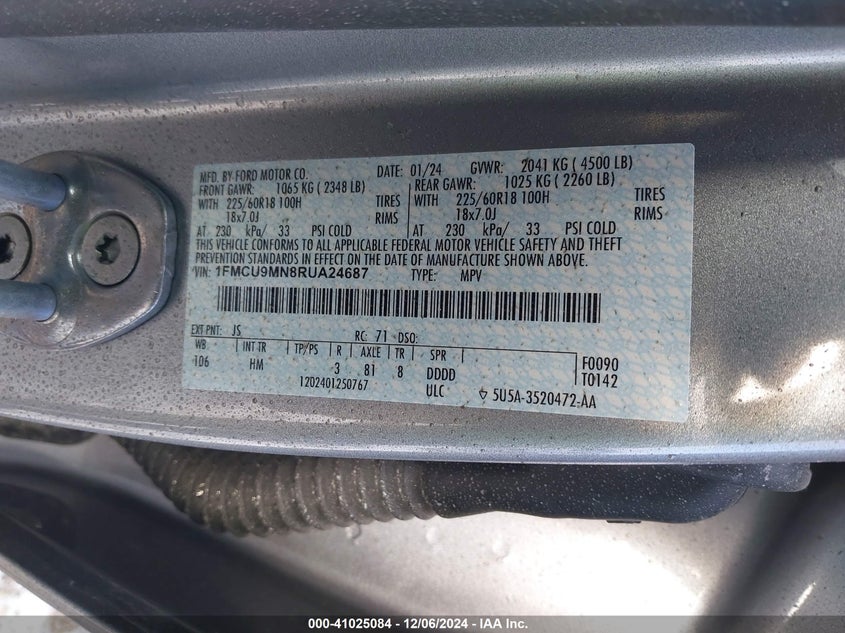 MFD. BY FORD MOTOR CO. DATE: 01/24 GVWR: 2041 KG ( 4500 LB)
FRONT GAWR: 1065 KG ( 2348 LB) REAR GAWR: 1025 KG ( 2260 LB)
WITH 225/60R18 100H TIRES WITH 225/60R18 100H TIRES
18x7.0J RIMS 18x7.0J RIMS
AT 230 kPa/ 33 PSI COLD AT 230 kPa/ 33 PSI COLD
THIS VEHICLE CONFORMS TO ALL APPLICABLE FEDERAL MOTOR VEHICLE SAFETY AND THEFT
PREVENTION STANDARDS IN EFFECT ON THE DATE OF MANUFACTURE SHOWN ABOVE.
VIN: 1FMCU9MN8RUA24687 TYPE: MPV
EXT PNT: JS RC: 71 DSO:
WB INT TR TP/PS R AXLE TR SPR F0090
106 HM 3 81 8 DDDD T0142
1202401250767 ULC 5U5A-3520472-AA
000-41025084 - 12/06/2024 - IAA Inc.